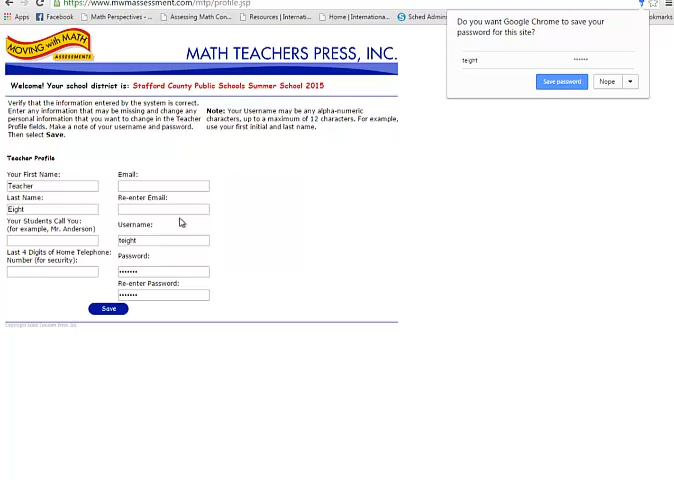 https://www.mwmassessment.com/mtp/profile.jsp
Apps Facebook Math Perspectives - Assessing Math Con... Resources | Internati... Home | Internationa... Sched Admin okmarks
Do you want Google Chrome to save your
password for this site?
teight ••••••
Save password Nope
MOVING with MATH
ASSESSMENTS
MATH TEACHERS PRESS, INC.
Welcome! Your school district is: Stafford County Public Schools Summer School 2015
Verify that the information entered by the system is correct.
Enter any information that may be missing and change any
personal information that you want to change in the Teacher
Profile fields. Make a note of your username and password.
Then select Save.
Note: Your Username may be any alpha-numeric
characters, up to a maximum of 12 characters. For example,
use your first initial and last name.
Teacher Profile
Your First Name:
Teacher
Last Name:
Eight
Your Students Call You:
(for example, Mr. Anderson)
Last 4 Digits of Home Telephone
Number (for security):
Email:
Re-enter Email:
Username:
teight
Password:
•••••••
Re-enter Password:
•••••••
Save
Teachers Press, Inc.